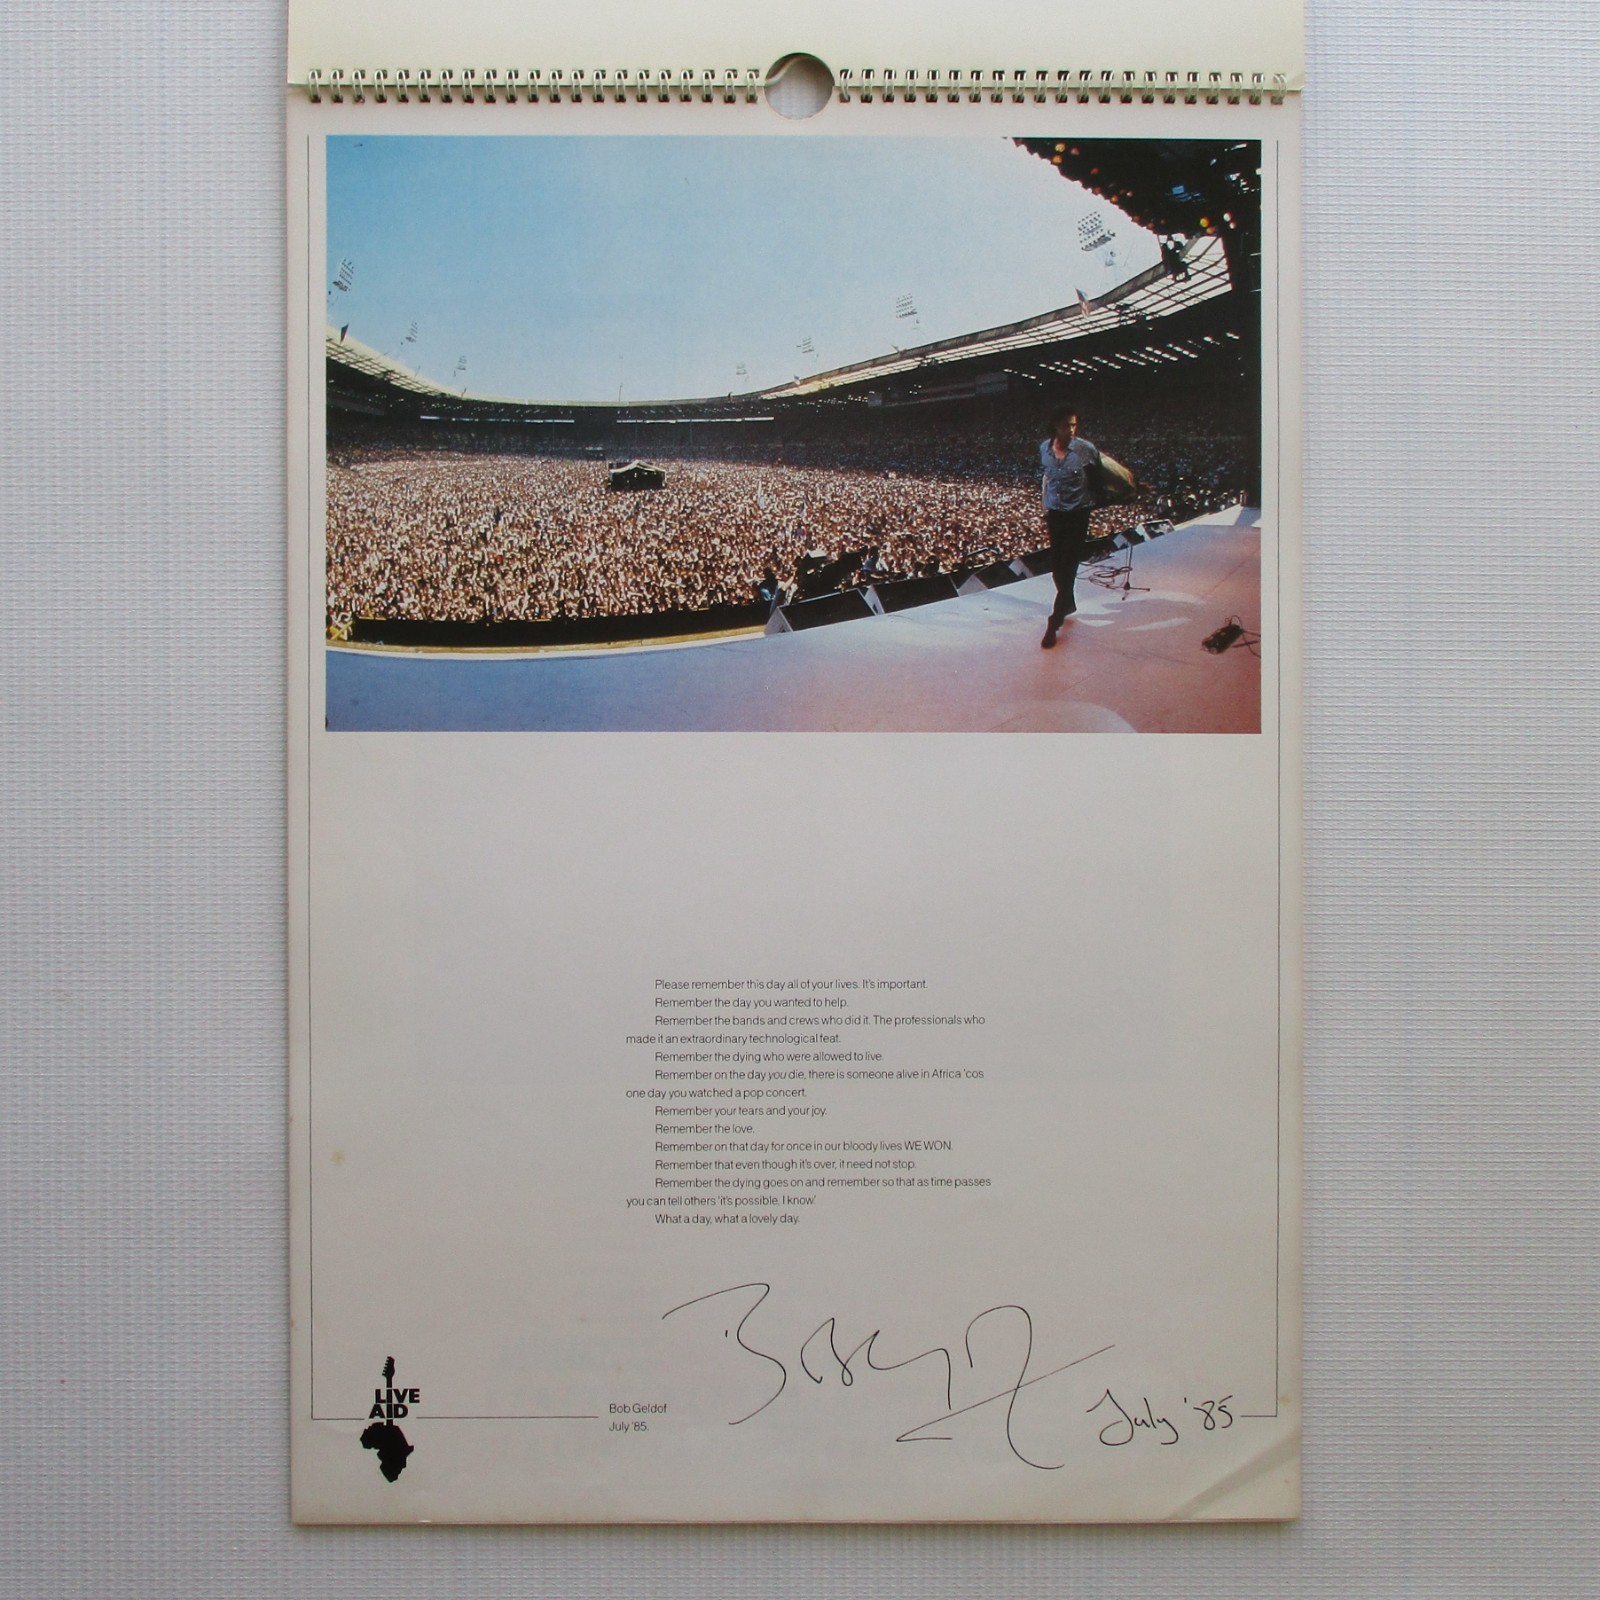 Please remember this day all of your lives. It's important.
Remember the day you wanted to help.
Remember the bands and crews who did it. The professionals who
made it an extraordinary technological feat.
Remember the dying who were allowed to live.
Remember on the day you die, there is someone alive in Africa 'cos
one day you watched a pop concert.
Remember your tears and your joy.
Remember the love.
Remember on that day for once in our bloody lives WE WON.
Remember that even though it's over, it need not stop.
Remember the dying goes on and remember so that as time passes
you can tell others 'it's possible, I know.'
What a day, what a lovely day.
LIVE
AID
Bob Geldof
July '85.
July '85